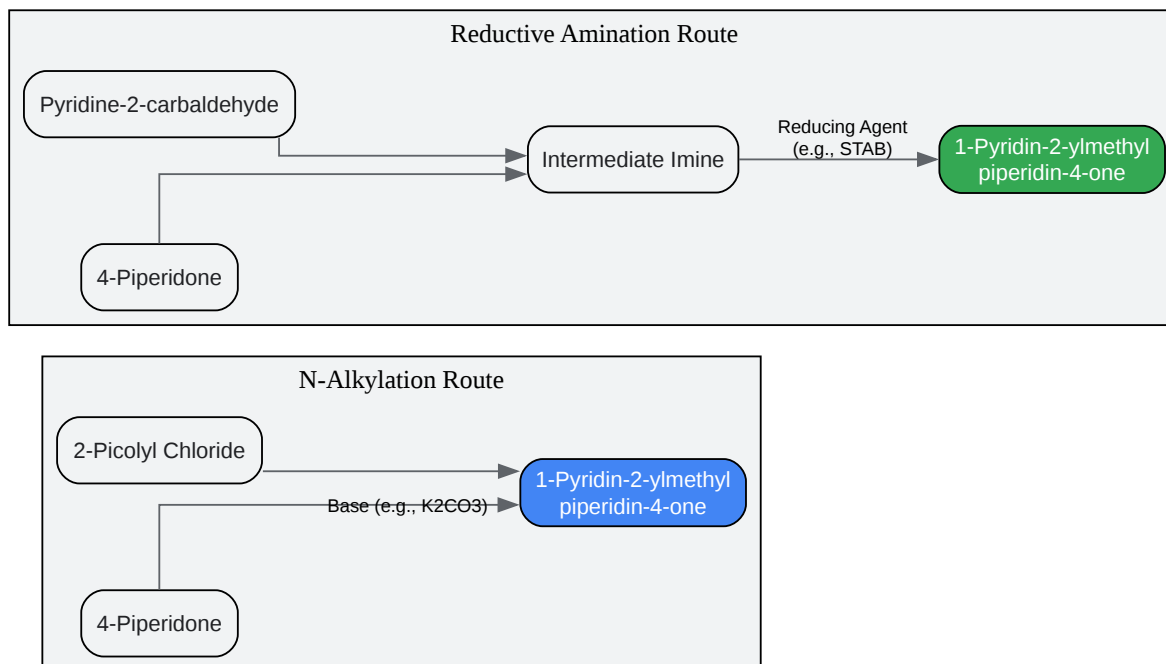 Reductive Amination Route
Pyridine-2-carbaldehyde
Intermediate Imine
Reducing Agent
(e.g., STAB)
1-Pyridin-2-ylmethyl
piperidin-4-one
4-Piperidone
N-Alkylation Route
2-Picolyl Chloride
Base (e.g., K2CO3)
1-Pyridin-2-ylmethyl
piperidin-4-one
4-Piperidone